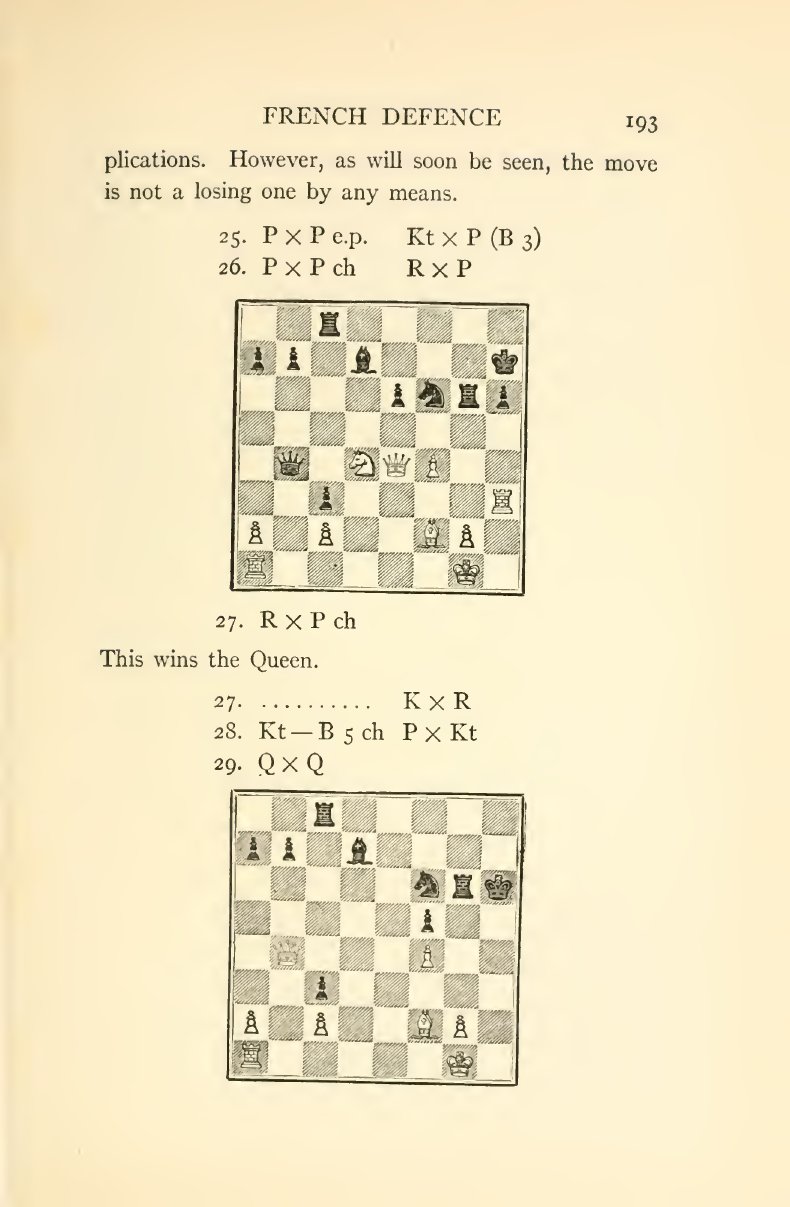 FRENCH DEFENCE 193
plications. However, as will soon be seen, the move
is not a losing one by any means.
25. P × P e.p. Kt × P (B 3)
26. P × P ch R × P
27. R × P ch
This wins the Queen.
27. .......... K × R
28. Kt — B 5 ch P × Kt
29. Q × Q